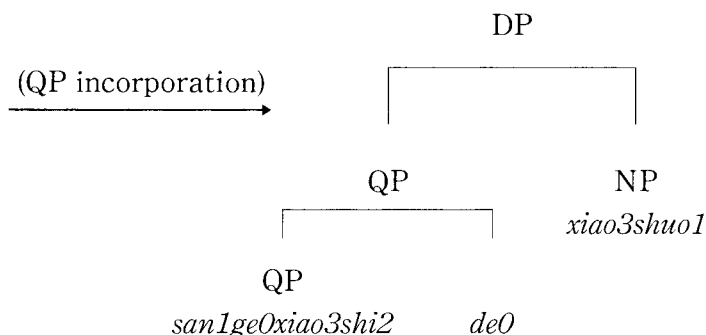 DP
(QP incorporation)
QP NP
xiao3shuo1
QP
san1ge0xiao3shi2 de0